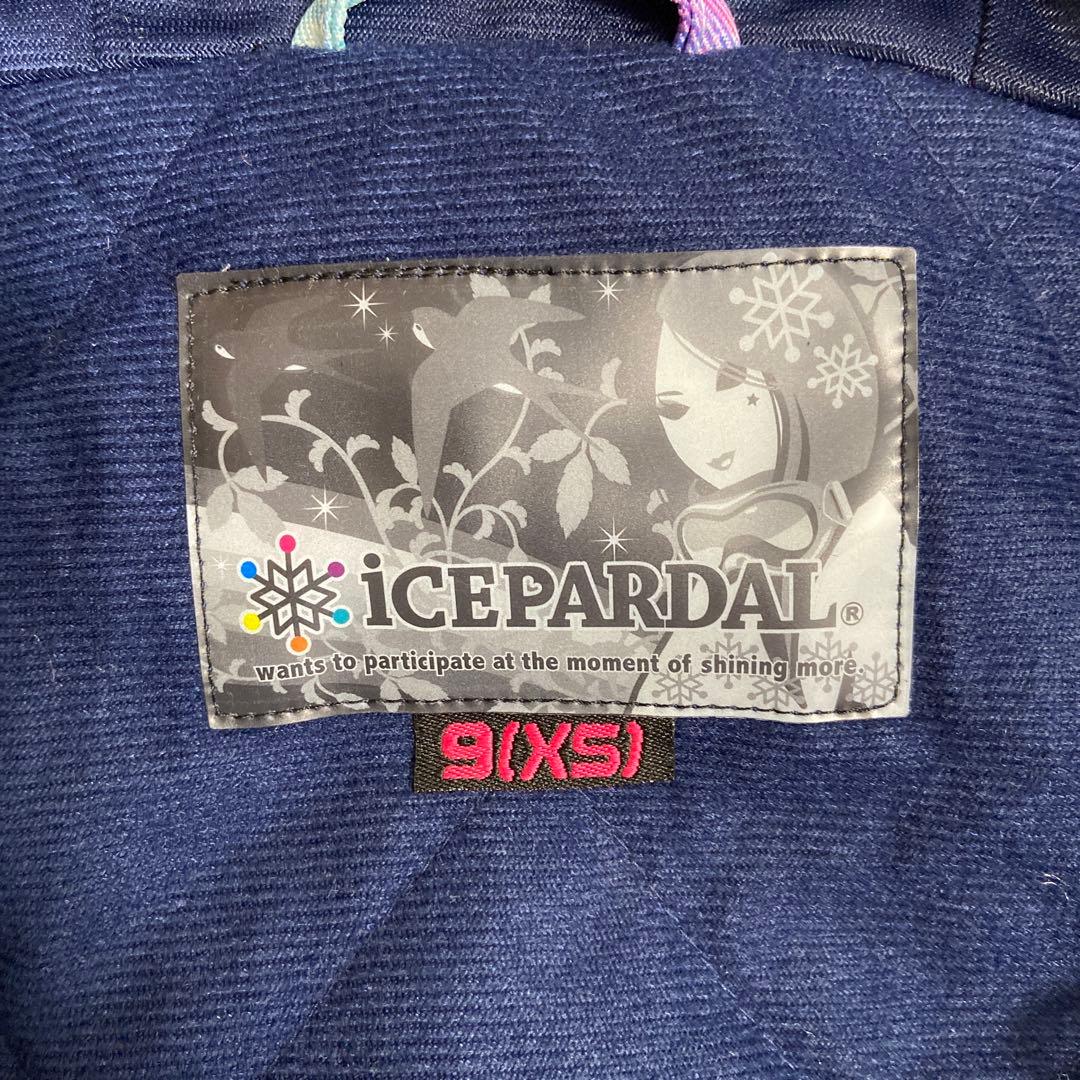 iCEPARDAL®
wants to participate at the moment of shining more.
9(XS)